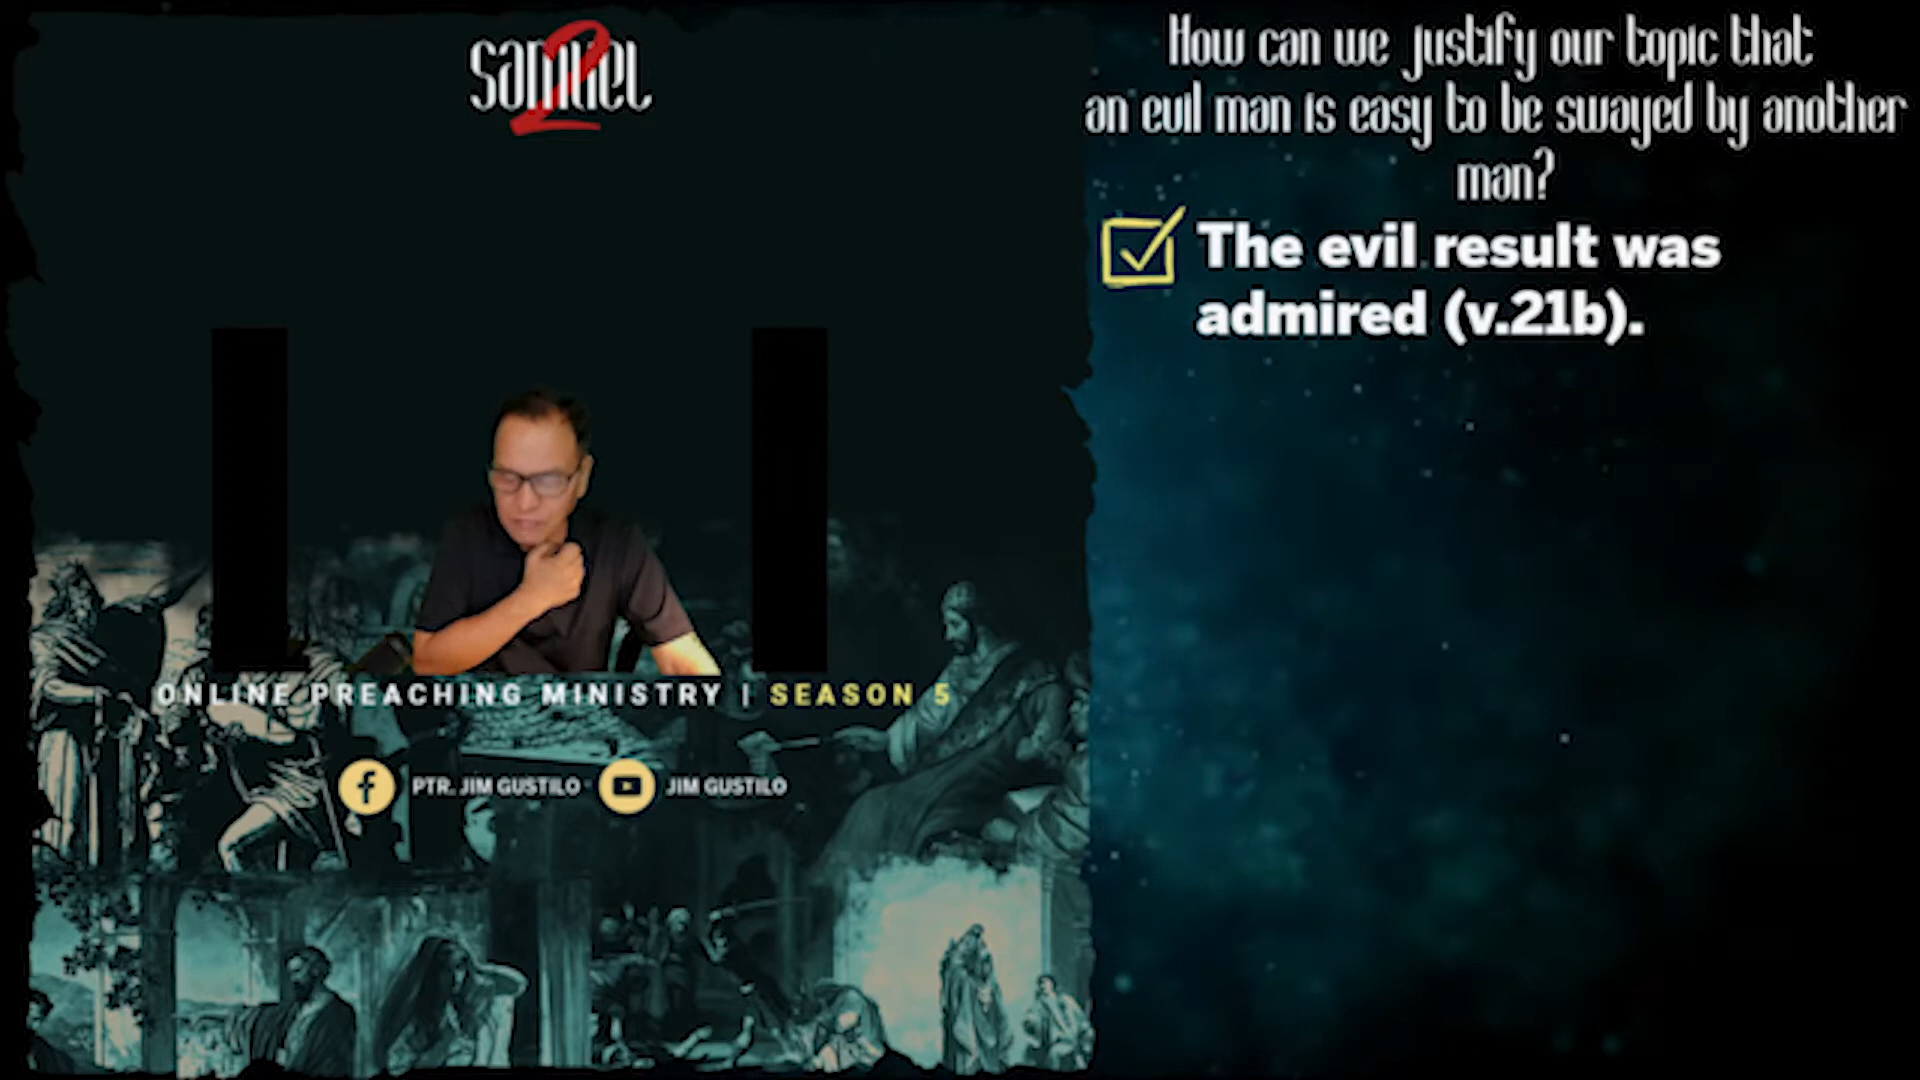 Samuel
2
How can we justify our topic that
an evil man is easy to be swayed by another
man?
The evil result was
admired (v.21b).
ONLINE PREACHING MINISTRY | SEASON 5
PTR. JIM GUSTILO
JIM GUSTILO